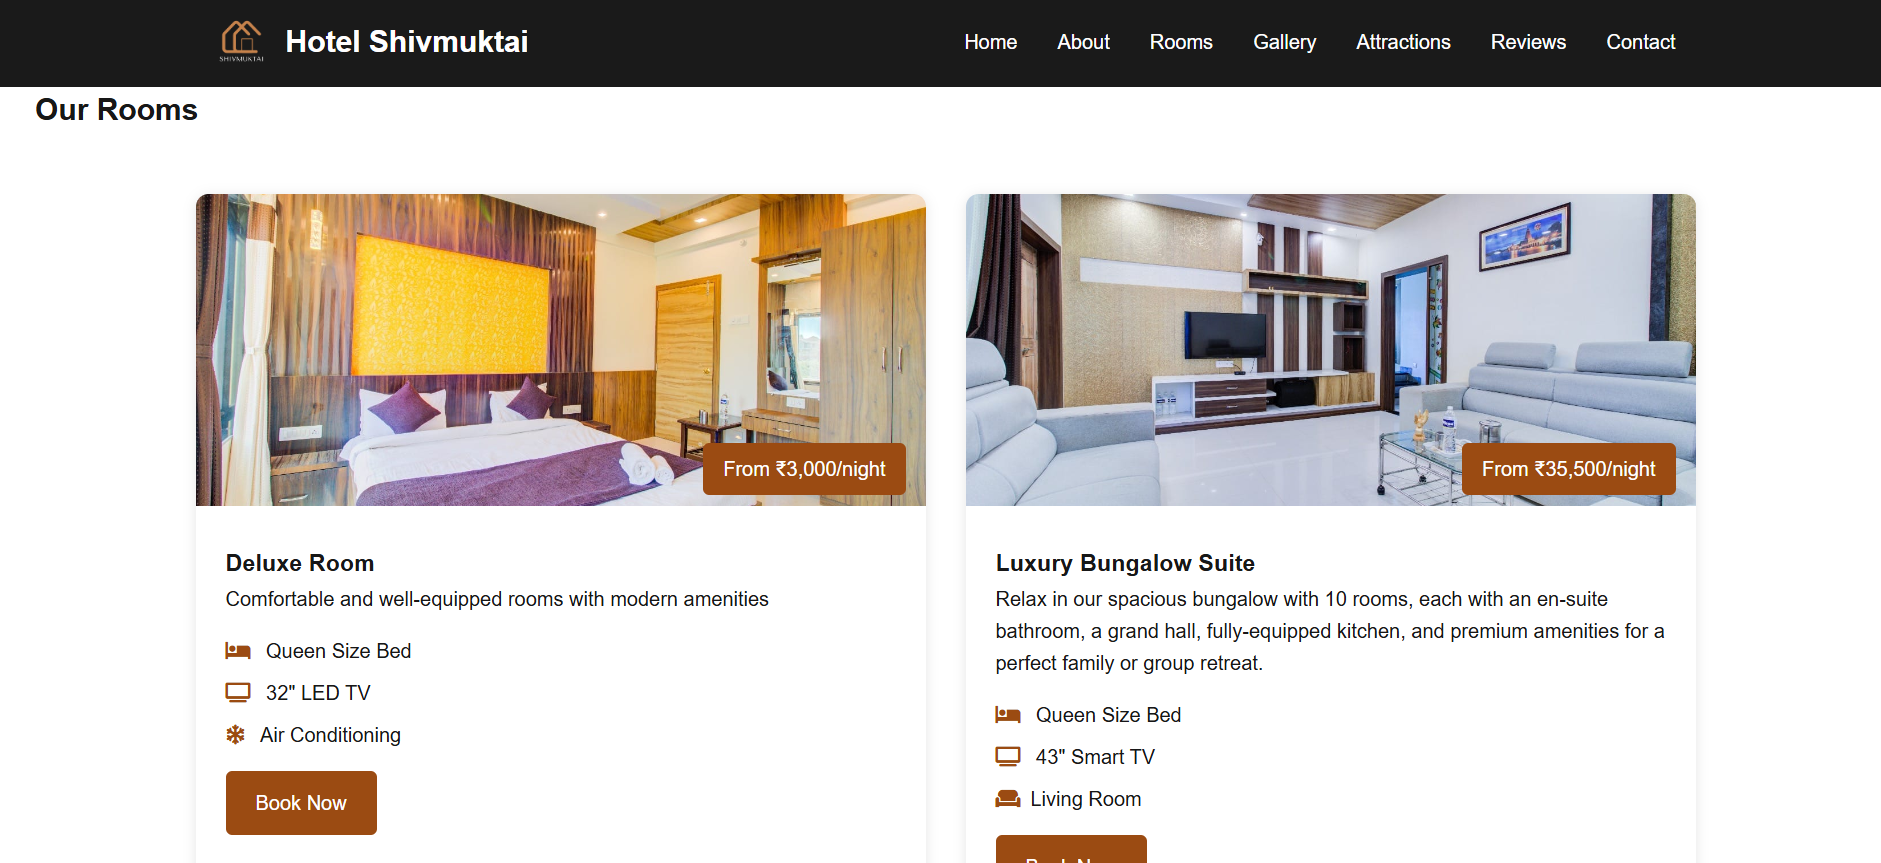 SHIVMUKTAI
Hotel Shivmuktai
Home
About
Rooms
Gallery
Attractions
Reviews
Contact
Our Rooms
From ₹3,000/night
From ₹35,500/night
Deluxe Room
Comfortable and well-equipped rooms with modern amenities
Queen Size Bed
32" LED TV
Air Conditioning
Book Now
Luxury Bungalow Suite
Relax in our spacious bungalow with 10 rooms, each with an en-suite
bathroom, a grand hall, fully-equipped kitchen, and premium amenities for a
perfect family or group retreat.
Queen Size Bed
43" Smart TV
Living Room